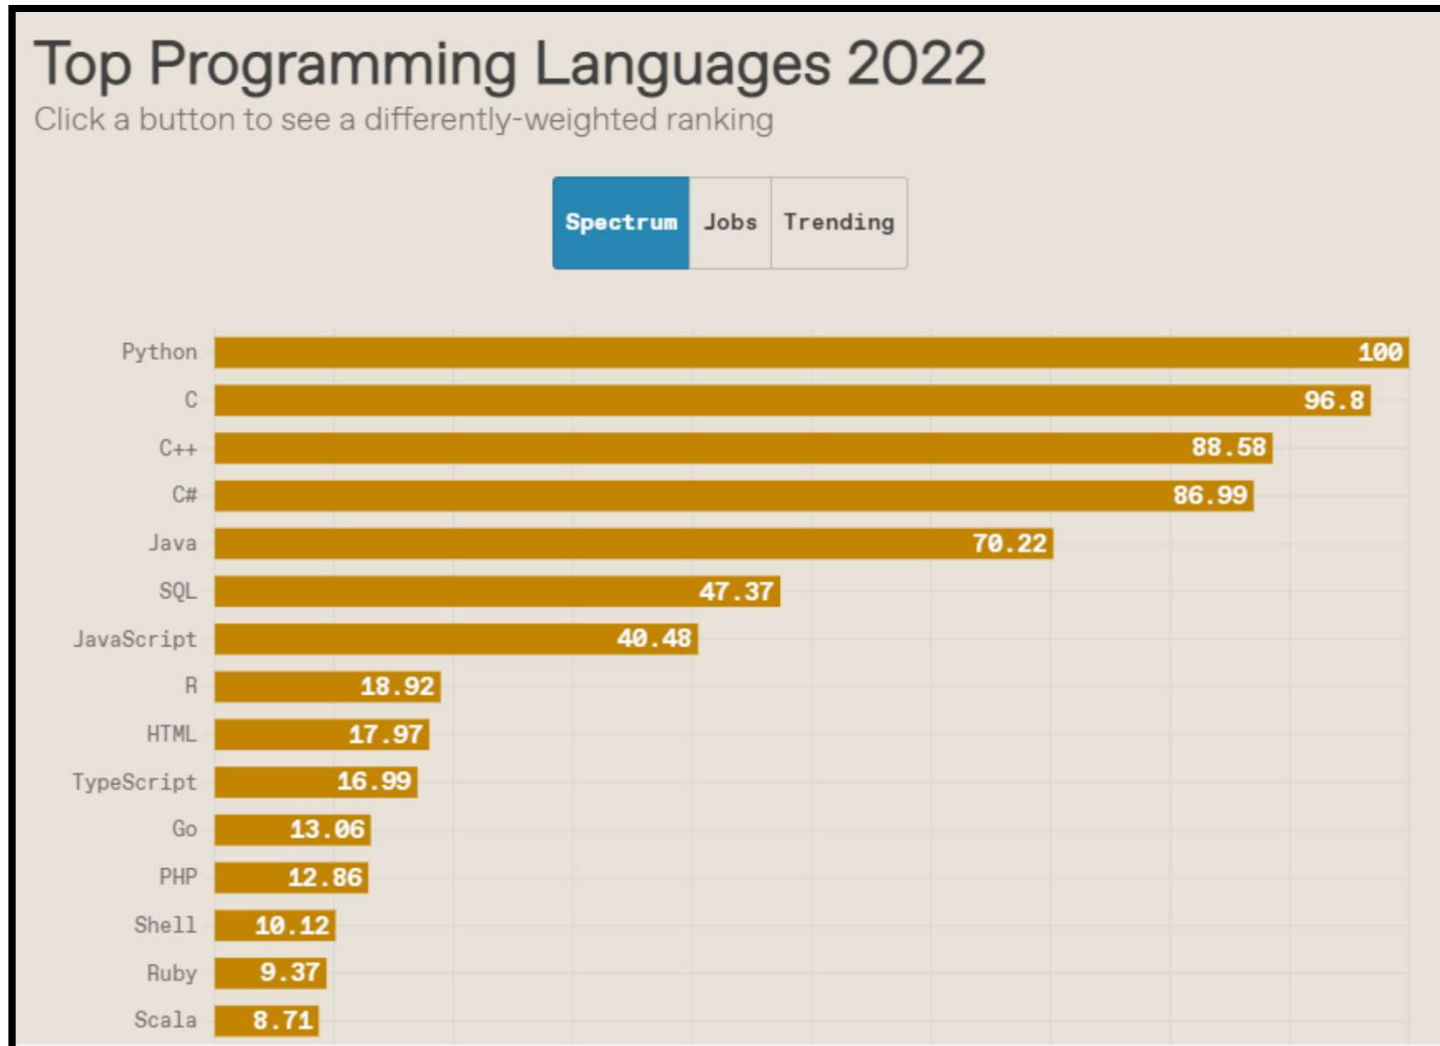 Top Programming Languages 2022
Click a button to see a differently-weighted ranking
Spectrum Jobs Trending
Python 100
C 96.8
C++ 88.58
C# 86.99
Java 70.22
SQL 47.37
JavaScript 40.48
R 18.92
HTML 17.97
TypeScript 16.99
Go 13.06
PHP 12.86
Shell 10.12
Ruby 9.37
Scala 8.71